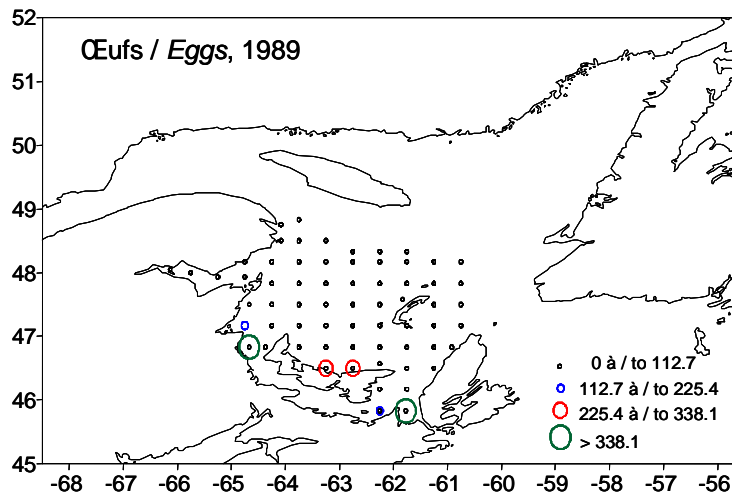 52
Œufs / Eggs, 1989
51
50
49
48
47
46
45
0 à / to 112.7
112.7 à / to 225.4
225.4 à / to 338.1
> 338.1
-68 -67 -66 -65 -64 -63 -62 -61 -60 -59 -58 -57 -56